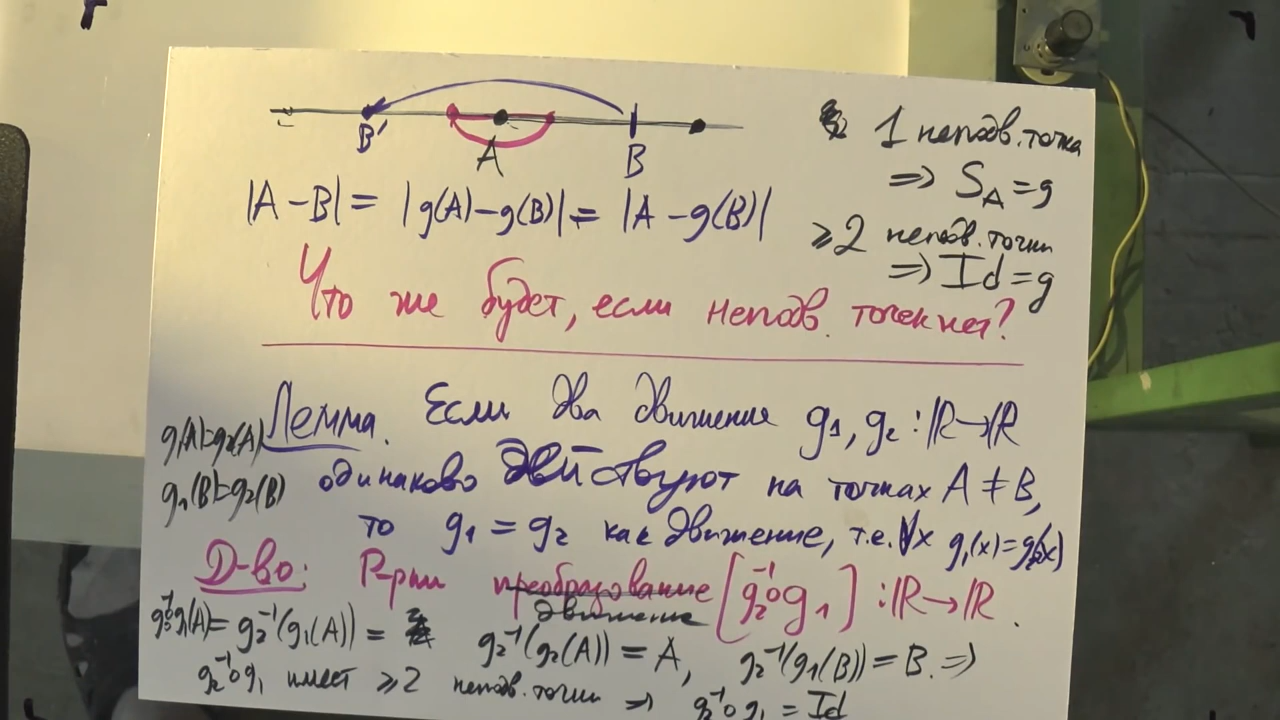 B' A B
1 неподв. точка
⇒ S_A = g
|A - B| = |g(A) - g(B)| = |A - g(B)|
≥2 неподв. точки
⇒ Id = g
Что же будет, если неподв. точек нет?
Лемма. Если два движения g₁, g₂ : ℝ→ℝ
g₁(A)=g₂(A)
одинаково действуют на точках A ≠ B,
g₁(B)=g₂(B)
то g₁ = g₂ как движение, т.е. ∀x g₁(x)=g₂(x)
Д-во: Р-рим преобразование [g₂⁻¹∘g₁] : ℝ→ℝ.
движение
g₂⁻¹∘g₁(A) = g₂⁻¹(g₁(A)) = g₂⁻¹(g₂(A)) = A, g₂⁻¹(g₁(B)) = B. ⇒
g₂⁻¹∘g₁ имеет ≥2 неподв. точки ⇒ g₂⁻¹∘g₁ = Id